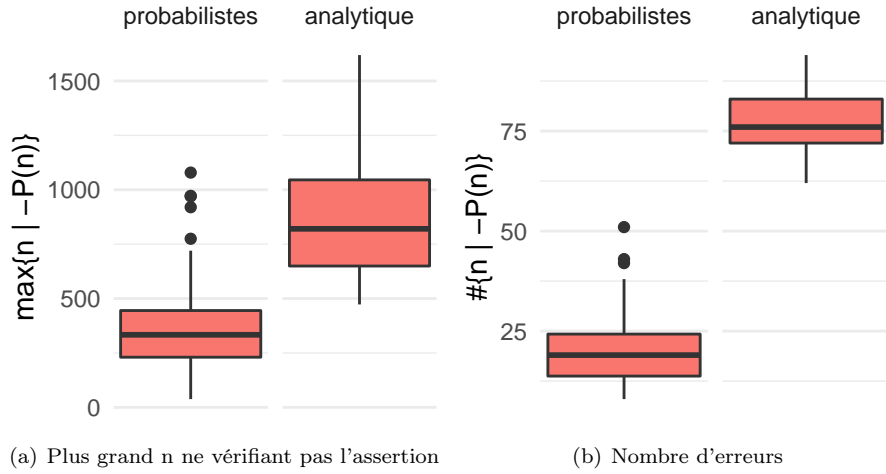 probabilistes analytique
max{n | −P(n)}
1500
1000
500
0
(a) Plus grand n ne vérifiant pas l'assertion
probabilistes analytique
#{n | −P(n)}
75
50
25
(b) Nombre d'erreurs